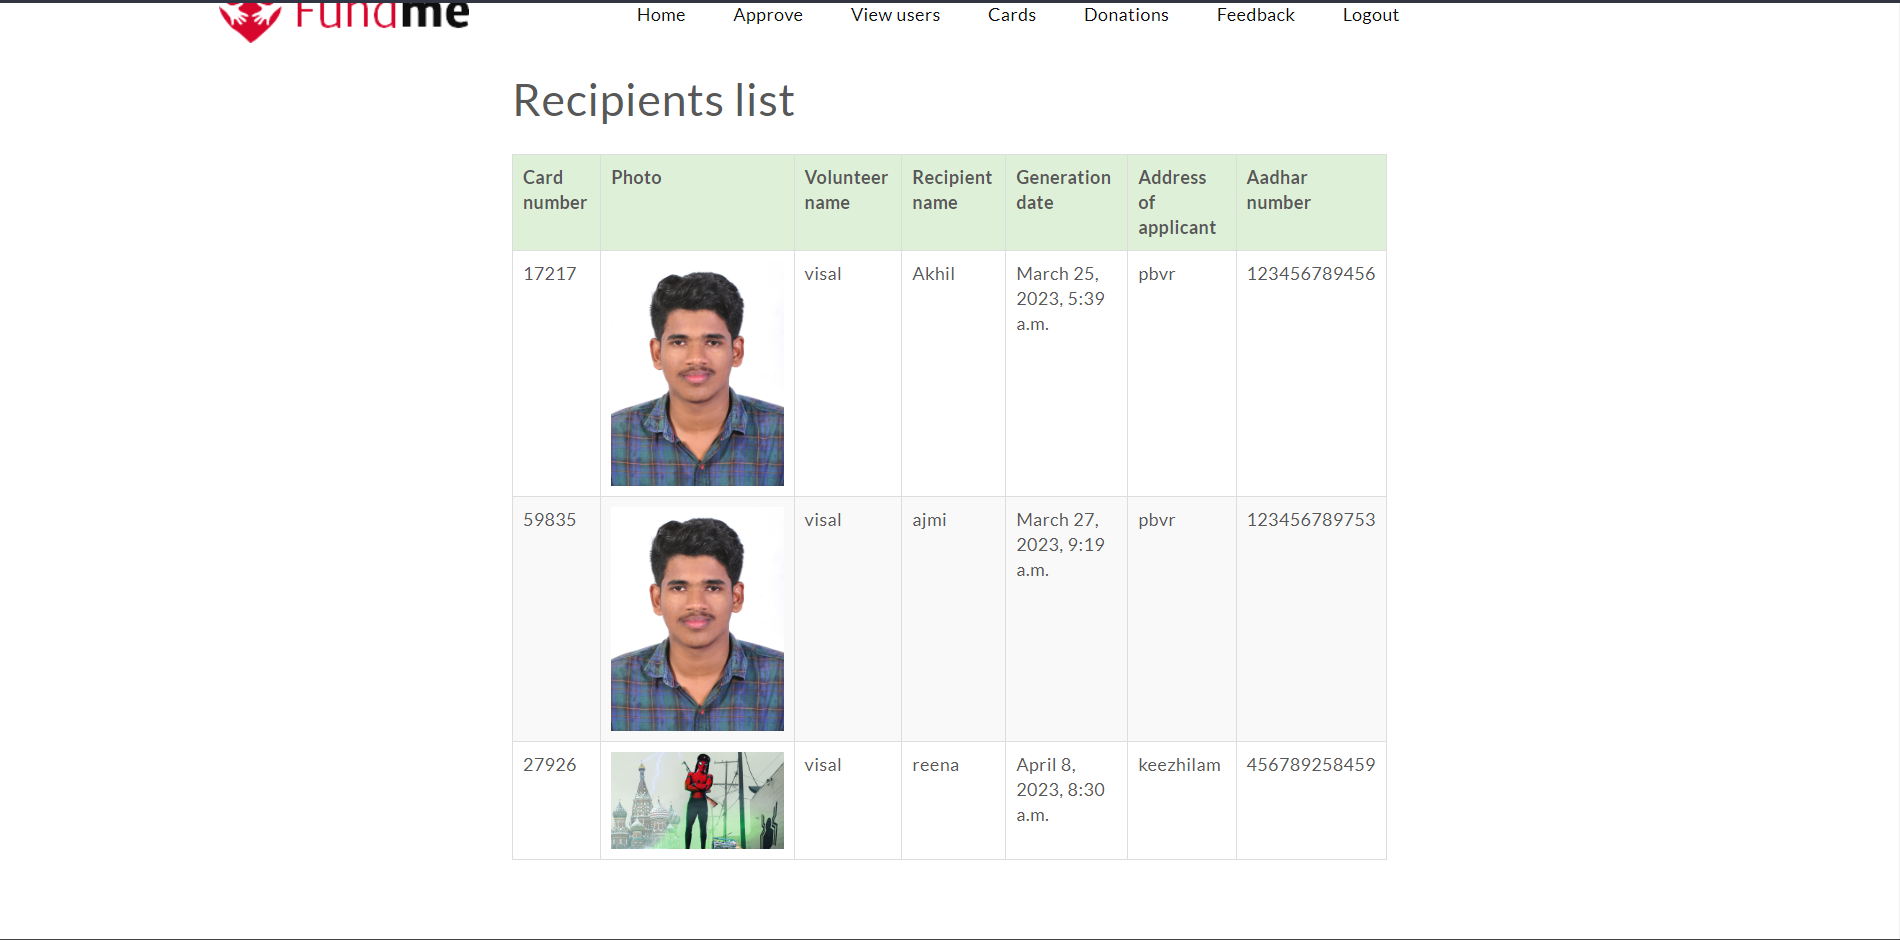 Fundme
Home Approve View users Cards Donations Feedback Logout
Recipients list
Card number Photo Volunteer name Recipient name Generation date Address of applicant Aadhar number
17217 visal Akhil March 25, 2023, 5:39 a.m. pbvr 123456789456
59835 visal ajmi March 27, 2023, 9:19 a.m. pbvr 123456789753
27926 visal reena April 8, 2023, 8:30 a.m. keezhilam 456789258459